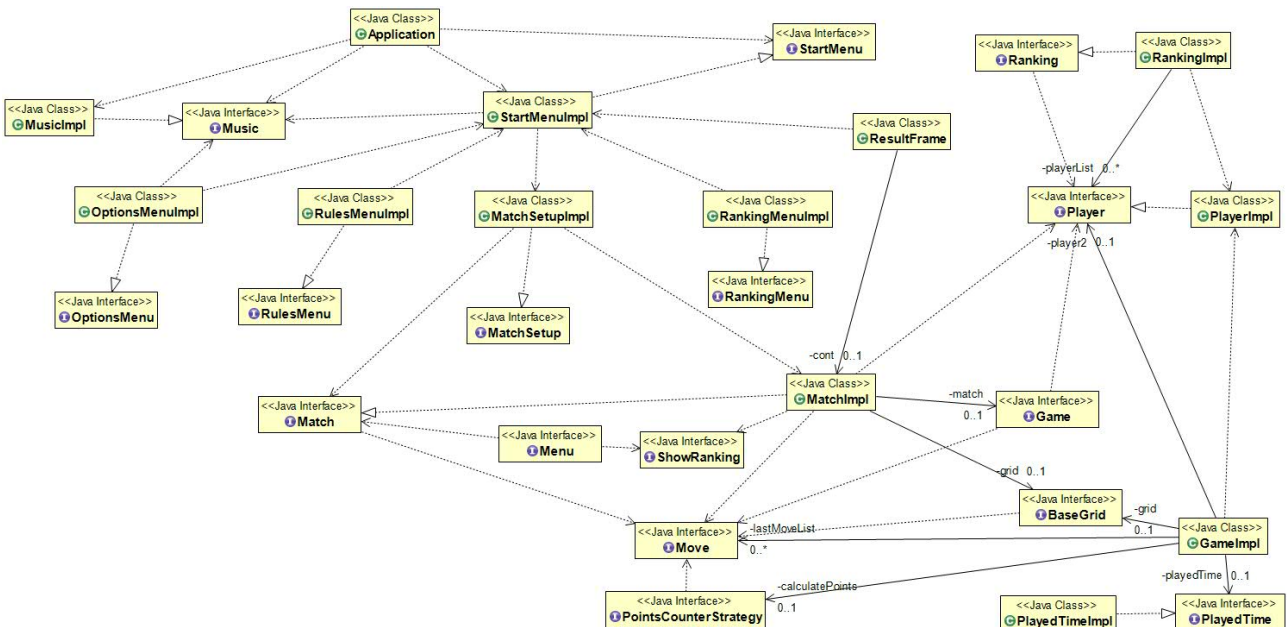 <<Java Class>>
Application
<<Java Interface>>
StartMenu
<<Java Interface>>
Ranking
<<Java Class>>
RankingImpl
<<Java Class>>
MusicImpl
<<Java Interface>>
Music
<<Java Class>>
StartMenuImpl
<<Java Class>>
ResultFrame
-playerList 0..*
<<Java Class>>
OptionsMenuImpl
<<Java Class>>
RulesMenuImpl
<<Java Class>>
MatchSetupImpl
<<Java Class>>
RankingMenuImpl
<<Java Interface>>
Player
<<Java Class>>
PlayerImpl
-player2 0..1
<<Java Interface>>
OptionsMenu
<<Java Interface>>
RulesMenu
<<Java Interface>>
MatchSetup
<<Java Interface>>
RankingMenu
-cont 0..1
<<Java Interface>>
Match
<<Java Class>>
MatchImpl
-match
0..1
<<Java Interface>>
Game
<<Java Interface>>
Menu
<<Java Interface>>
ShowRanking
-grid 0..1
<<Java Interface>>
BaseGrid
-grid
0..1
<<Java Interface>>
Move
-lastMoveList
0..*
<<Java Class>>
GameImpl
-calculatePoints
0..1
-playedTime 0..1
<<Java Interface>>
PointsCounterStrategy
<<Java Class>>
PlayedTimeImpl
<<Java Interface>>
PlayedTime